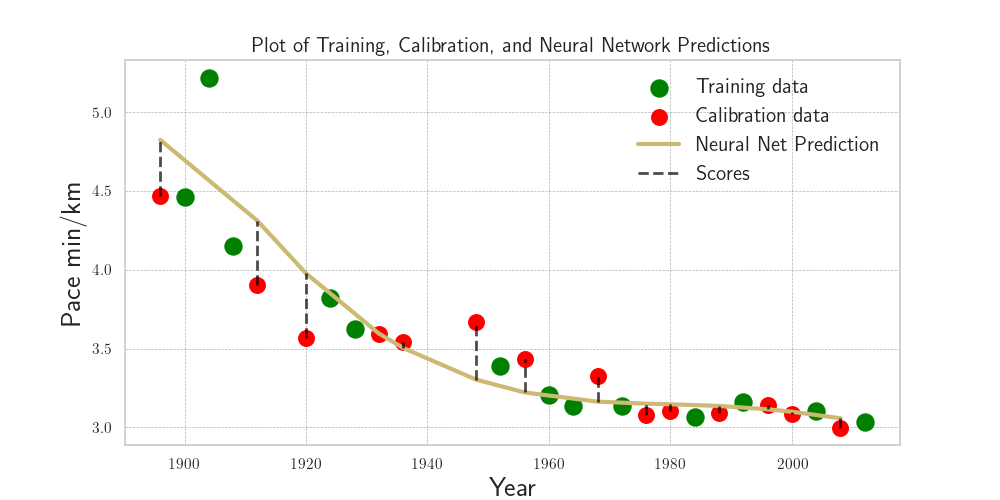 Plot of Training, Calibration, and Neural Network Predictions
5.0
4.5
4.0
3.5
3.0
Pace min/km
Training data
Calibration data
Neural Net Prediction
Scores
1900 1920 1940 1960 1980 2000
Year